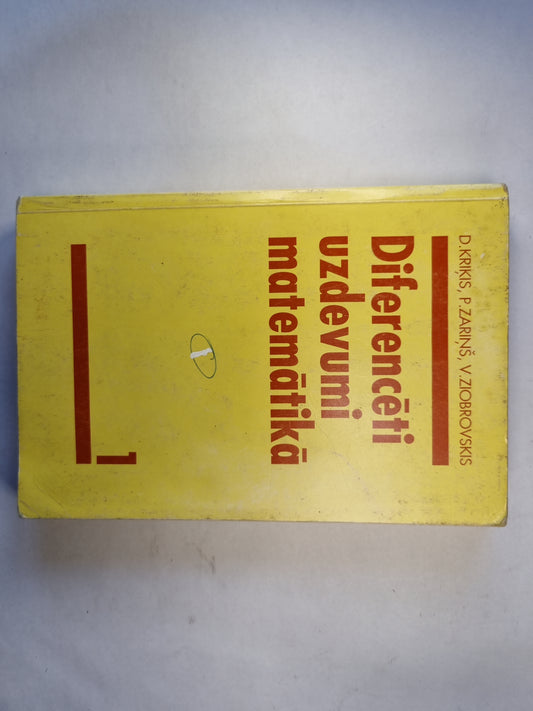 D.KRIĶIS, P.ZARIŅŠ, V.ZIOBROVSKIS
Diferencēti
uzdevumi
matemātikā
1